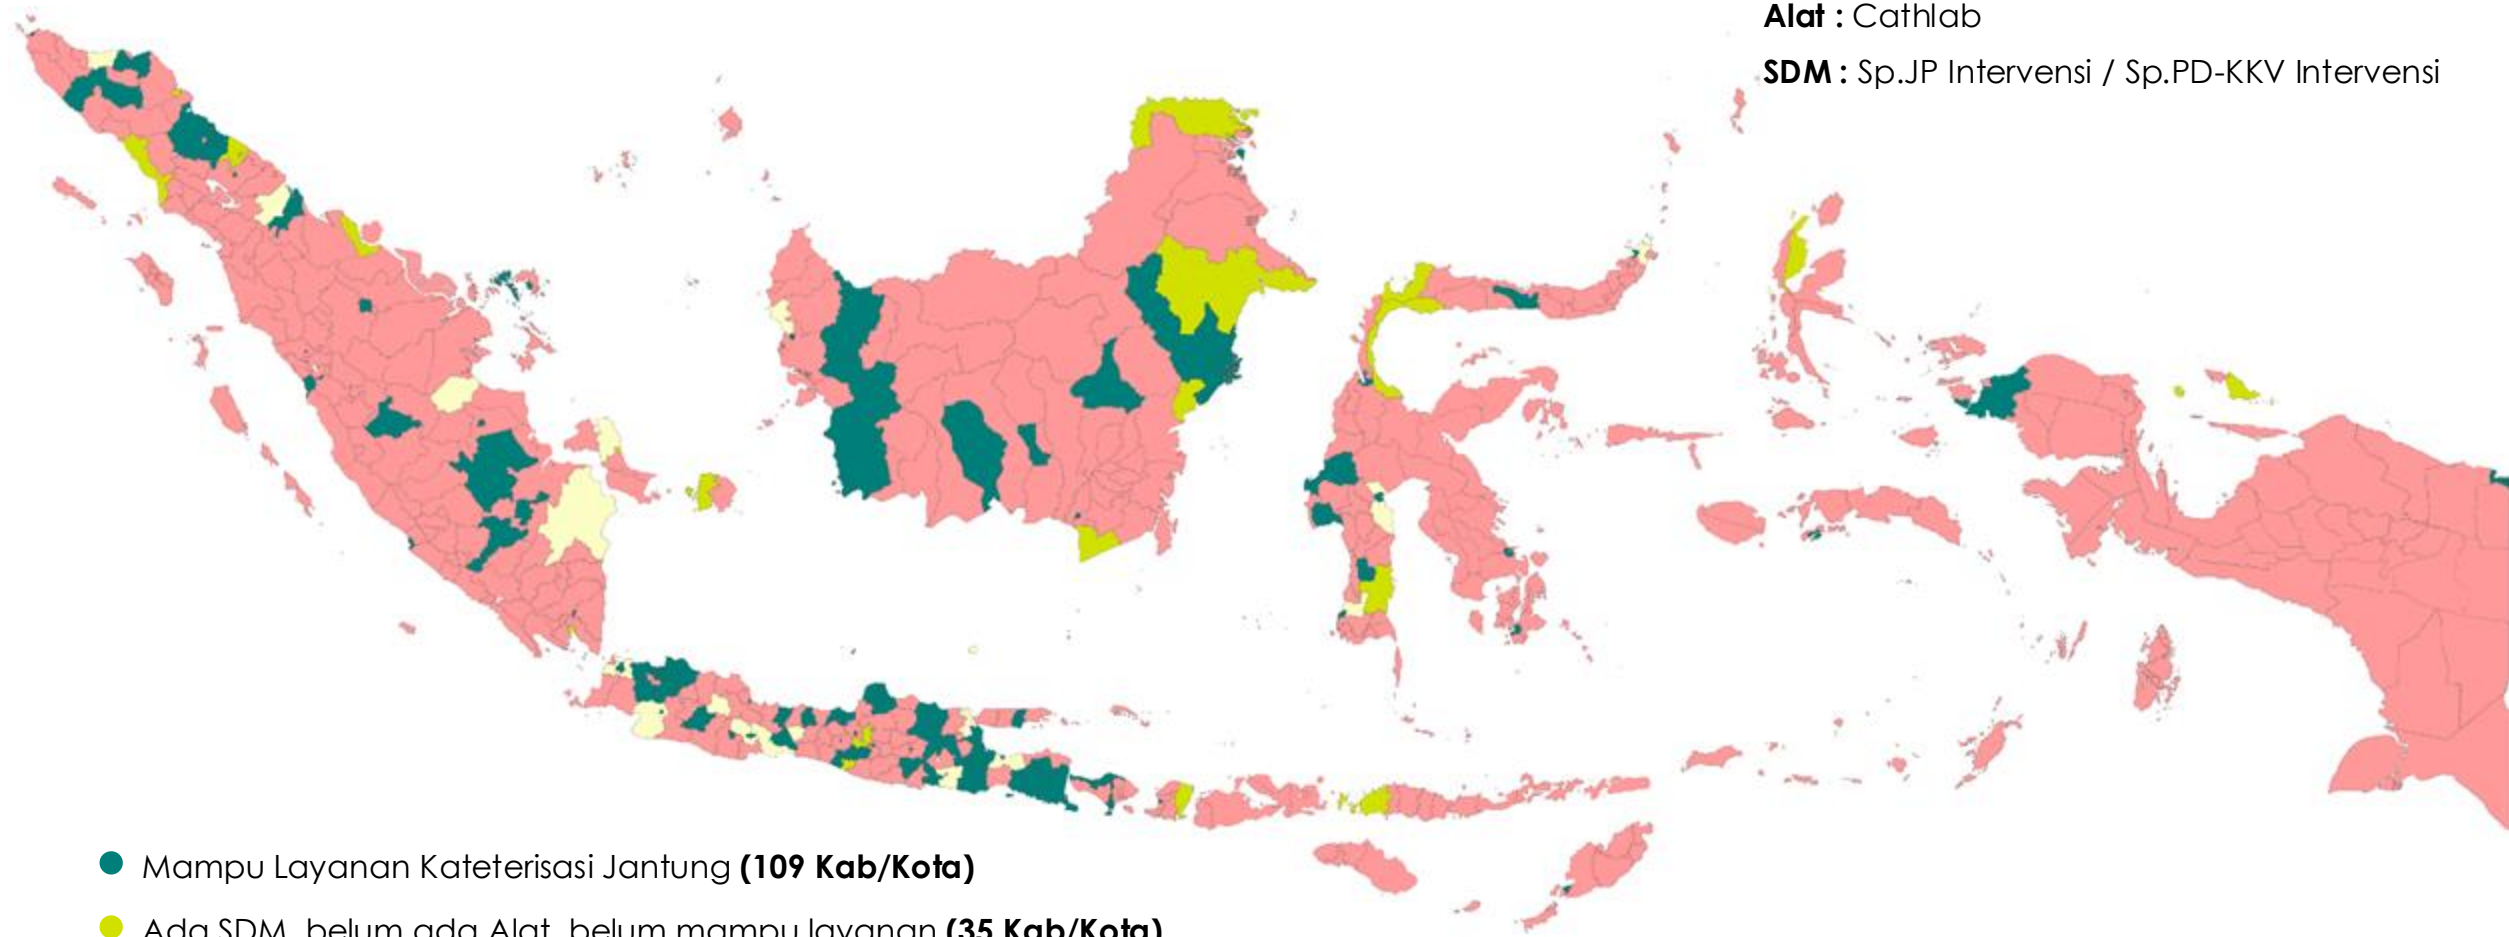 Alat : Cathlab
SDM : Sp.JP Intervensi / Sp.PD-KKV Intervensi
Mampu Layanan Kateterisasi Jantung (109 Kab/Kota)
Ada SDM, belum ada Alat, belum mampu layanan (35 Kab/Kota)